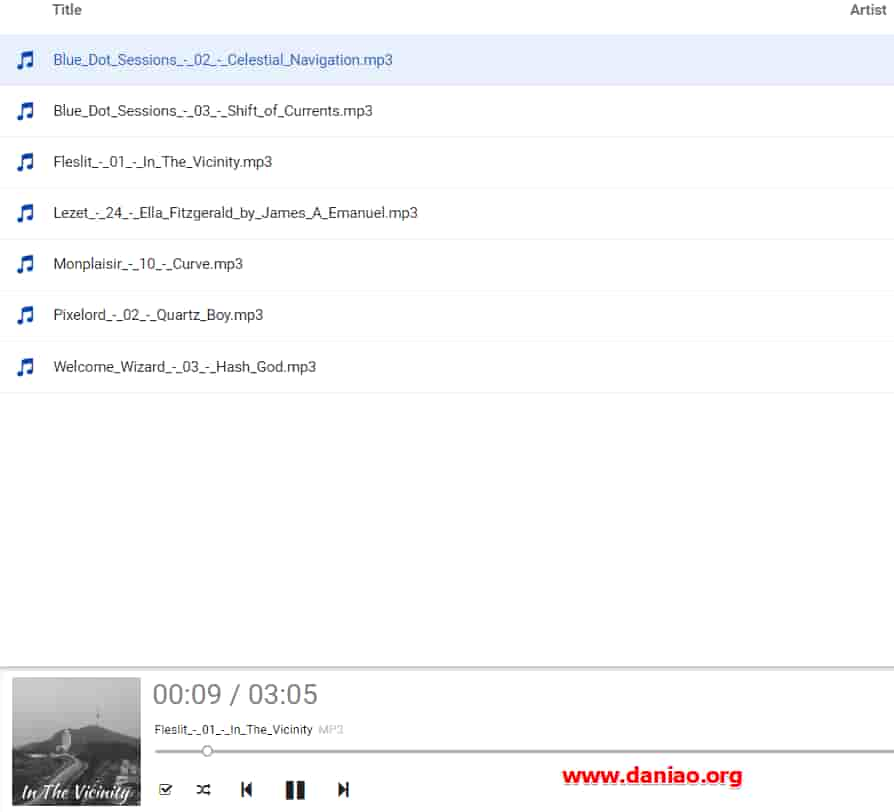 Title Artist
Blue_Dot_Sessions_-_02_-_Celestial_Navigation.mp3
Blue_Dot_Sessions_-_03_-_Shift_of_Currents.mp3
Fleslit_-_01_-_In_The_Vicinity.mp3
Lezet_-_24_-_Ella_Fitzgerald_by_James_A_Emanuel.mp3
Monplaisir_-_10_-_Curve.mp3
Pixelord_-_02_-_Quartz_Boy.mp3
Welcome_Wizard_-_03_-_Hash_God.mp3
00:09 / 03:05
Fleslit_-_01_-_In_The_Vicinity MP3
In The Vicinity
www.daniao.org